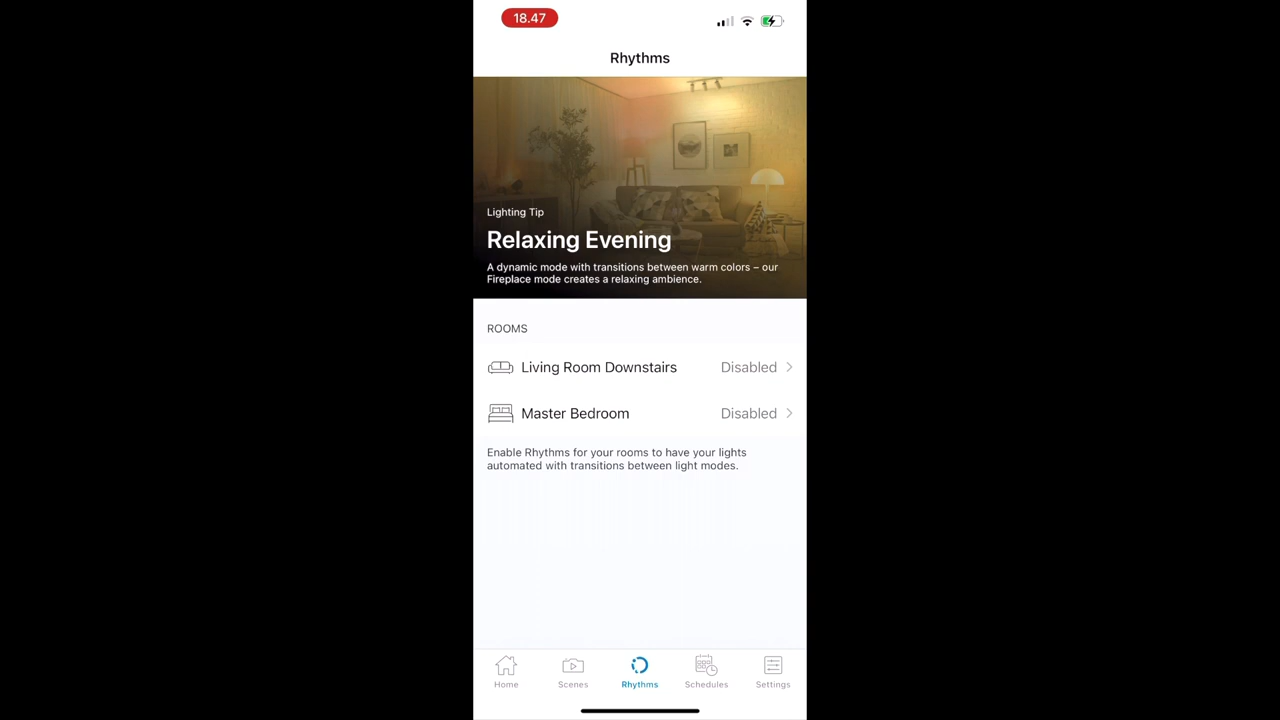 18.47
Rhythms
Lighting Tip
Relaxing Evening
A dynamic mode with transitions between warm colors – our
Fireplace mode creates a relaxing ambience.
ROOMS
Living Room Downstairs Disabled
Master Bedroom Disabled
Enable Rhythms for your rooms to have your lights
automated with transitions between light modes.
Home Scenes Rhythms Schedules Settings